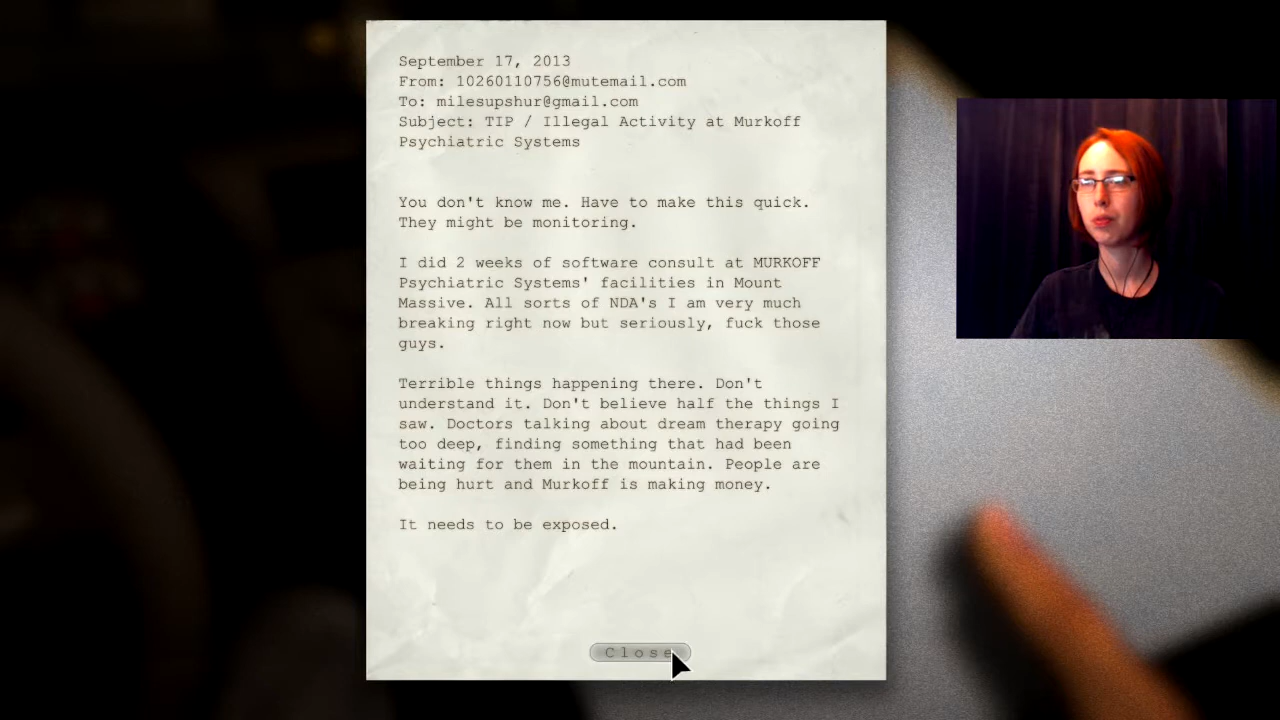 September 17, 2013
From: 10260110756@mutemail.com
To: milesupshur@gmail.com
Subject: TIP / Illegal Activity at Murkoff
Psychiatric Systems
You don't know me. Have to make this quick.
They might be monitoring.
I did 2 weeks of software consult at MURKOFF
Psychiatric Systems' facilities in Mount
Massive. All sorts of NDA's I am very much
breaking right now but seriously, fuck those
guys.
Terrible things happening there. Don't
understand it. Don't believe half the things I
saw. Doctors talking about dream therapy going
too deep, finding something that had been
waiting for them in the mountain. People are
being hurt and Murkoff is making money.
It needs to be exposed.
Close